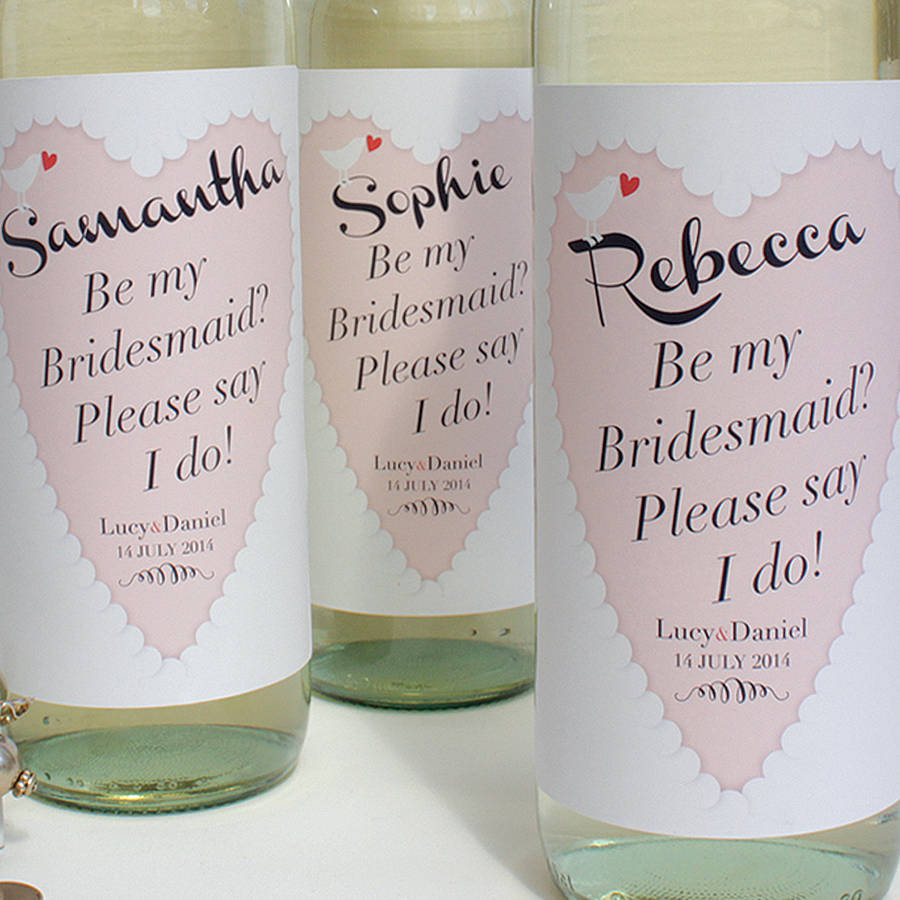 Samantha
Be my
Bridesmaid?
Please say
I do!
Lucy&Daniel
14 JULY 2014
Sophie
Be my
Bridesmaid?
Please say
I do!
Lucy&Daniel
14 JULY 2014
Rebecca
Be my
Bridesmaid?
Please say
I do!
Lucy&Daniel
14 JULY 2014